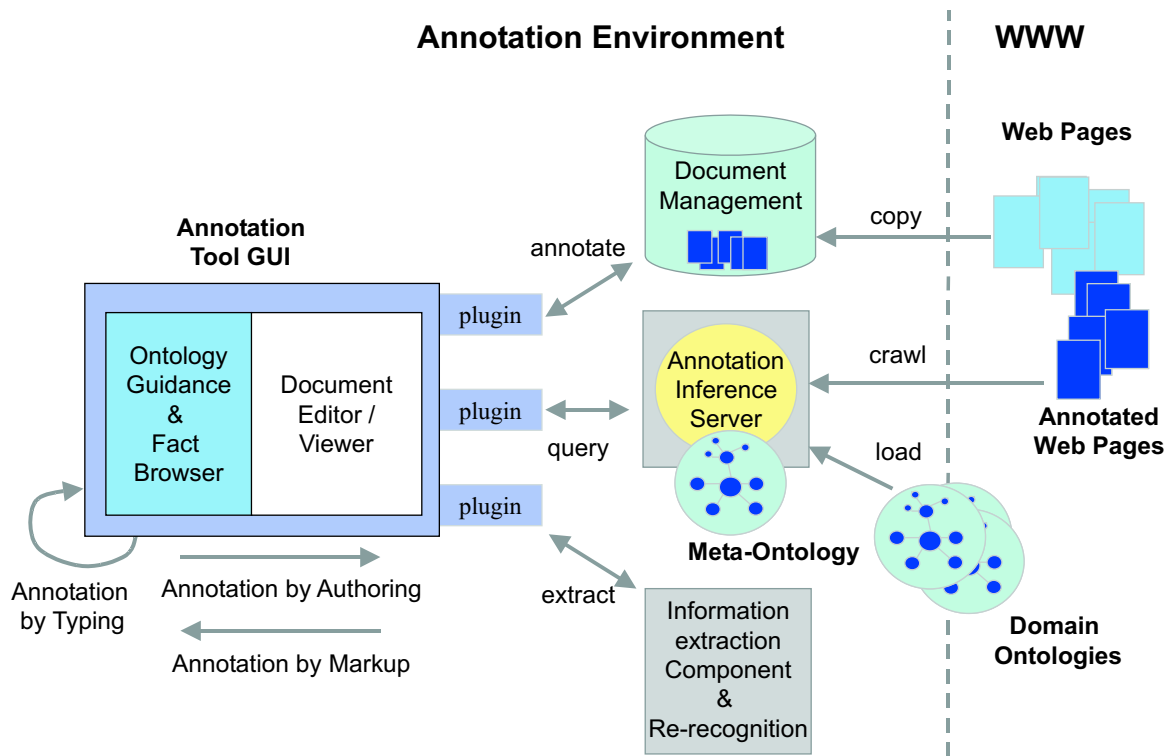 Annotation Environment
WWW
Web Pages
Document
Management
copy
Annotation
Tool GUI
annotate
plugin
Ontology
Guidance
&
Fact
Browser
Document
Editor /
Viewer
plugin
query
Annotation
Inference
Server
crawl
Annotated
Web Pages
load
plugin
Meta-Ontology
Annotation
by Typing
Annotation by Authoring
Annotation by Markup
extract
Information
extraction
Component
&
Re-recognition
Domain
Ontologies